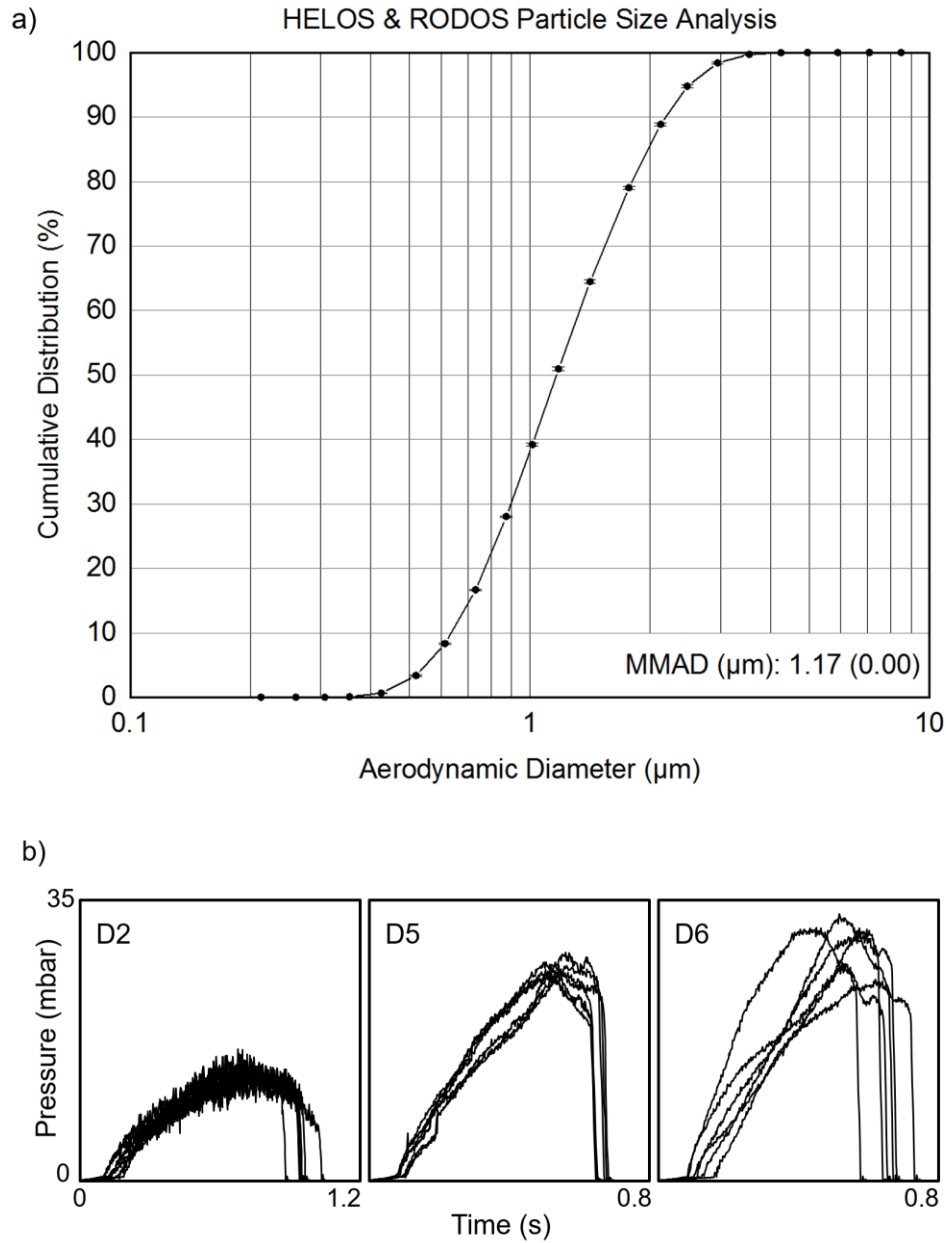 a)
HELOS & RODOS Particle Size Analysis
100
90
80
70
60
50
40
30
20
10
0
Cumulative Distribution (%)
MMAD (µm): 1.17 (0.00)
0.1
1
10
Aerodynamic Diameter (µm)
b)
35
Pressure (mbar)
0
D2
D5
D6
0
1.2
0.8
0.8
Time (s)